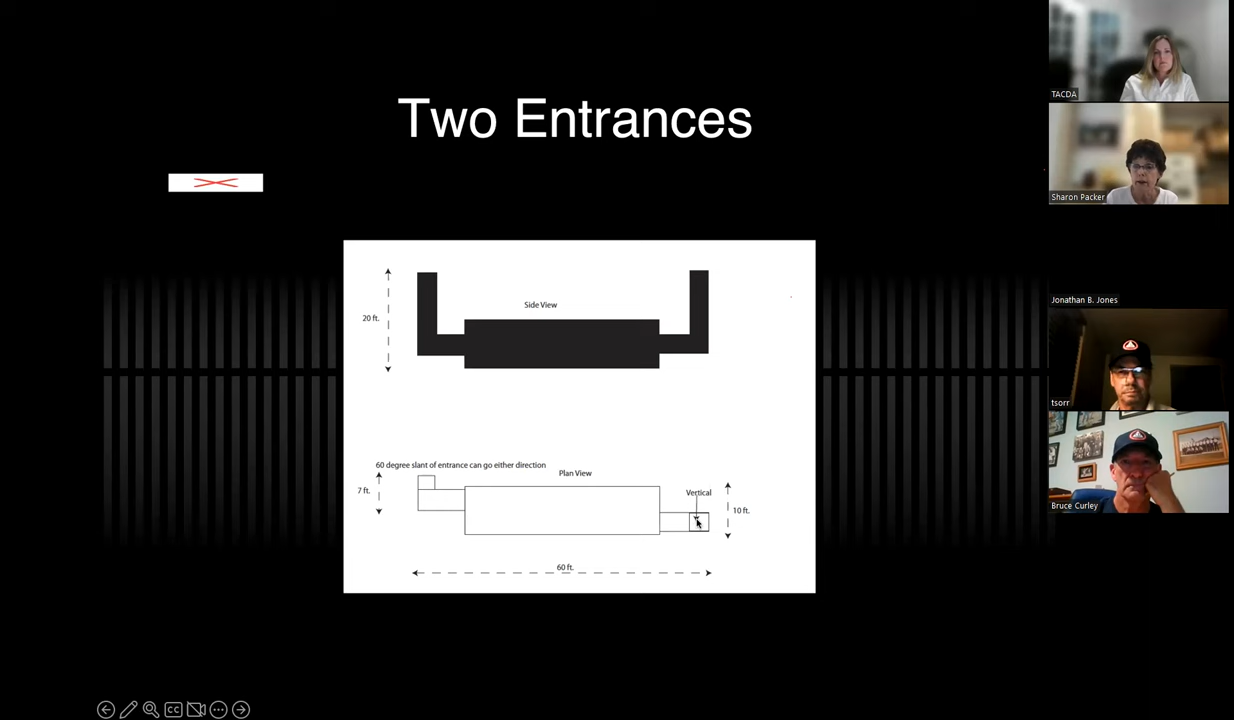 Two Entrances
TACDA
Sharon Packer
Jonathan B. Jones
tsorr
Bruce Curley
Side View
20 ft.
60 degree slant of entrance can go either direction
Plan View
7 ft.
Vertical
10 ft.
60 ft.
CC